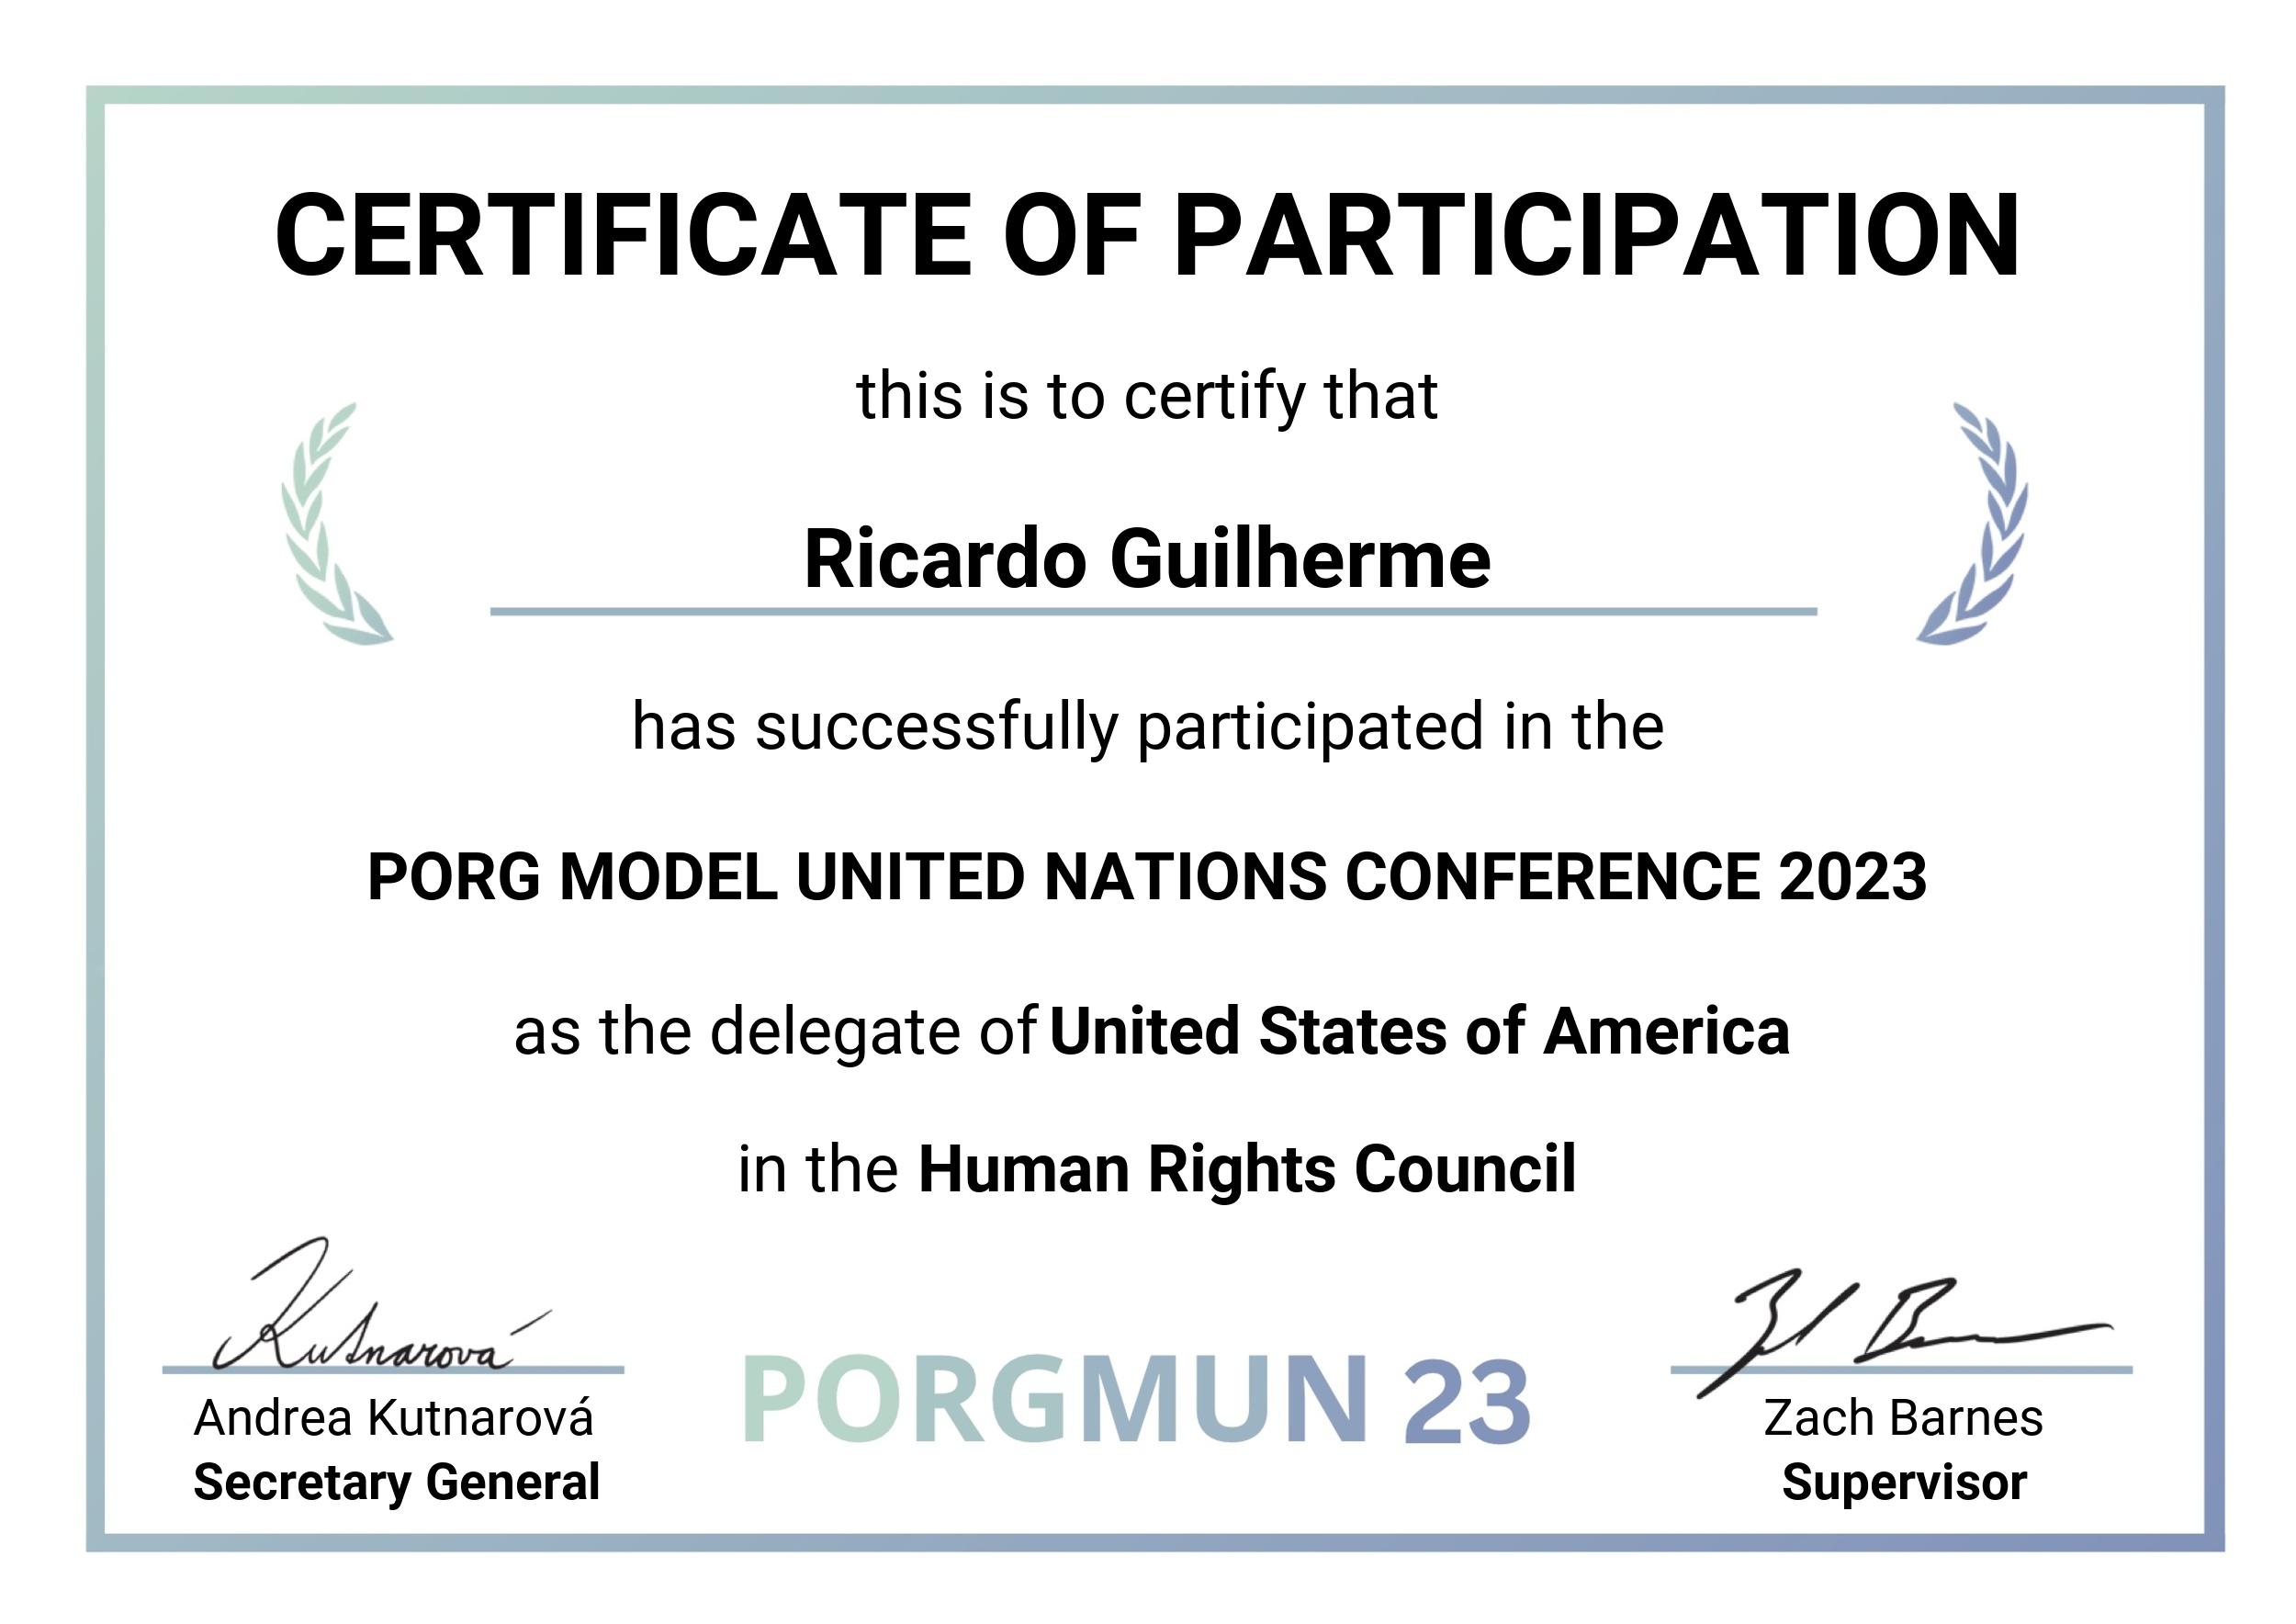 CERTIFICATE OF PARTICIPATION
this is to certify that
Ricardo Guilherme
has successfully participated in the
PORG MODEL UNITED NATIONS CONFERENCE 2023
as the delegate of United States of America
in the Human Rights Council
Kutnarová
PORGMUN 23
Andrea Kutnarová
Secretary General
Zach Barnes
Supervisor